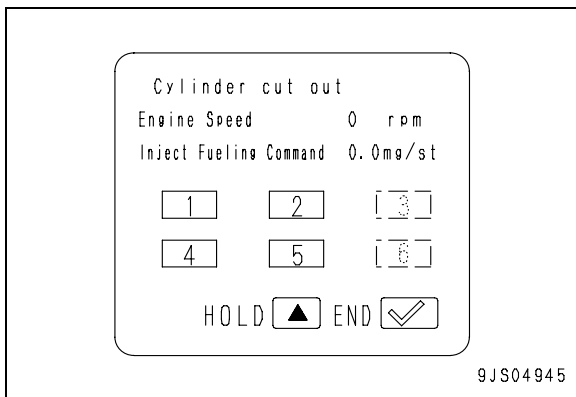 Cylinder cut out
Engine Speed 0 rpm
Inject Fueling Command 0.0mg/st
1 2 3
4 5 6
HOLD ▲ END ✓
9JS04945